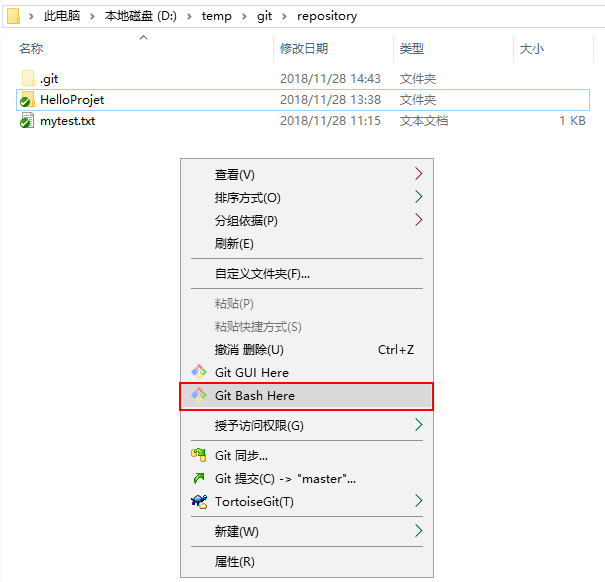 此电脑 > 本地磁盘 (D:) > temp > git > repository
名称 修改日期 类型 大小
.git 2018/11/28 14:43 文件夹
HelloProjet 2018/11/28 13:38 文件夹
mytest.txt 2018/11/28 11:15 文本文档 1 KB
查看(V)
排序方式(O)
分组依据(P)
刷新(E)
自定义文件夹(F)...
粘贴(P)
粘贴快捷方式(S)
撤消 删除(U) Ctrl+Z
Git GUI Here
Git Bash Here
授予访问权限(G)
Git 同步...
Git 提交(C) -> "master"...
TortoiseGit(T)
新建(W)
属性(R)